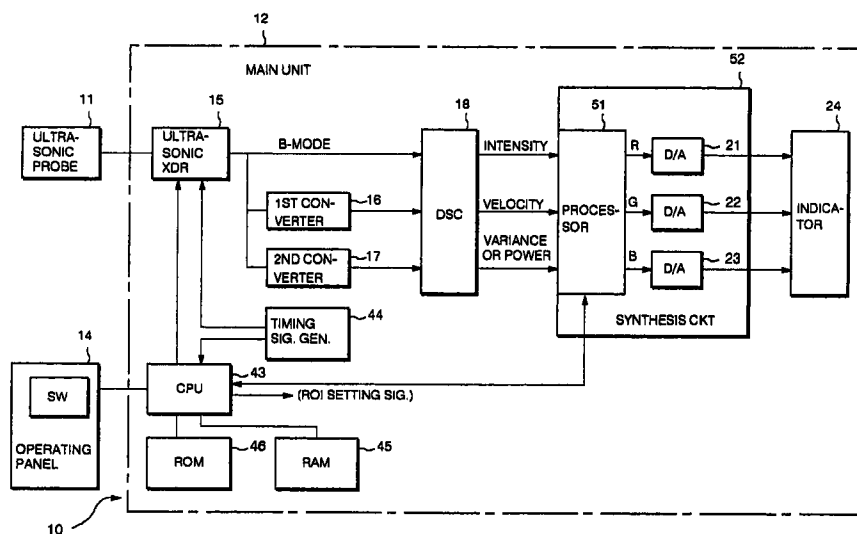 12
52
MAIN UNIT
11
15
18
51
24
ULTRA-
SONIC
PROBE
ULTRA-
SONIC
XDR
B-MODE
INTENSITY
R
D/A
21
1ST CON-
VERTER
16
DSC
VELOCITY
PROCES-
SOR
G
D/A
22
INDICA-
TOR
2ND CON-
VERTER
17
VARIANCE
OR POWER
B
D/A
23
TIMING
SIG. GEN.
44
SYNTHESIS CKT
14
SW
OPERATING
PANEL
CPU
43
(ROI SETTING SIG.)
ROM
46
RAM
45
10